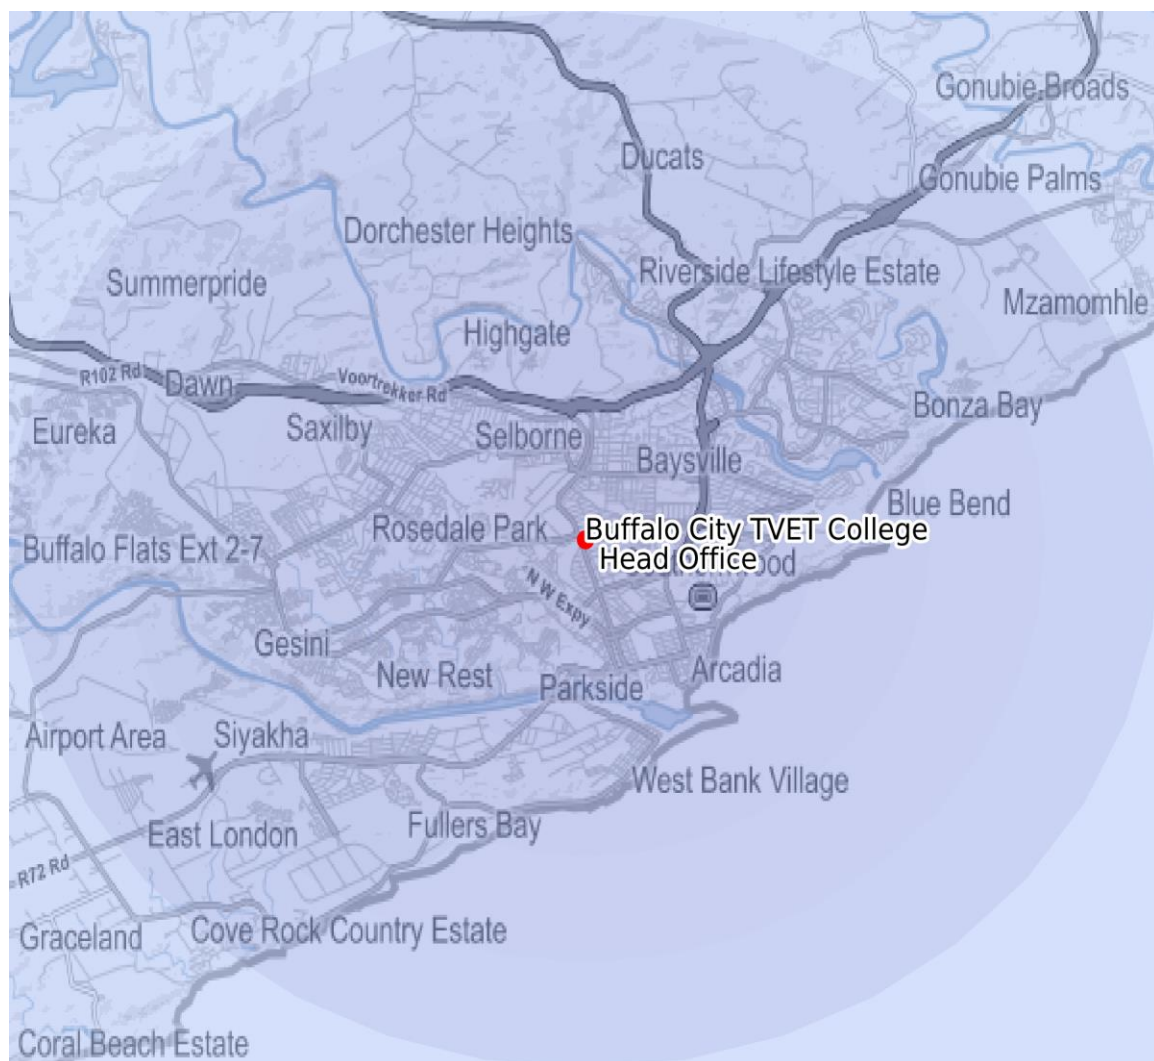 Gonubie Broads
Ducats
Gonubie Palms
Dorchester Heights
Riverside Lifestyle Estate
Summerpride
Mzamomhle
Highgate
R102 Rd
Dawn
Voortrekker Rd
Bonza Bay
Eureka
Saxilby
Selborne
Baysville
Blue Bend
Rosedale Park
Buffalo City TVET College
Head Office
Buffalo Flats Ext 2-7
N W Expy
Gesini
New Rest
Parkside
Arcadia
Airport Area
Siyakha
West Bank Village
East London
Fullers Bay
R72 Rd
Graceland
Cove Rock Country Estate
Coral Beach Estate